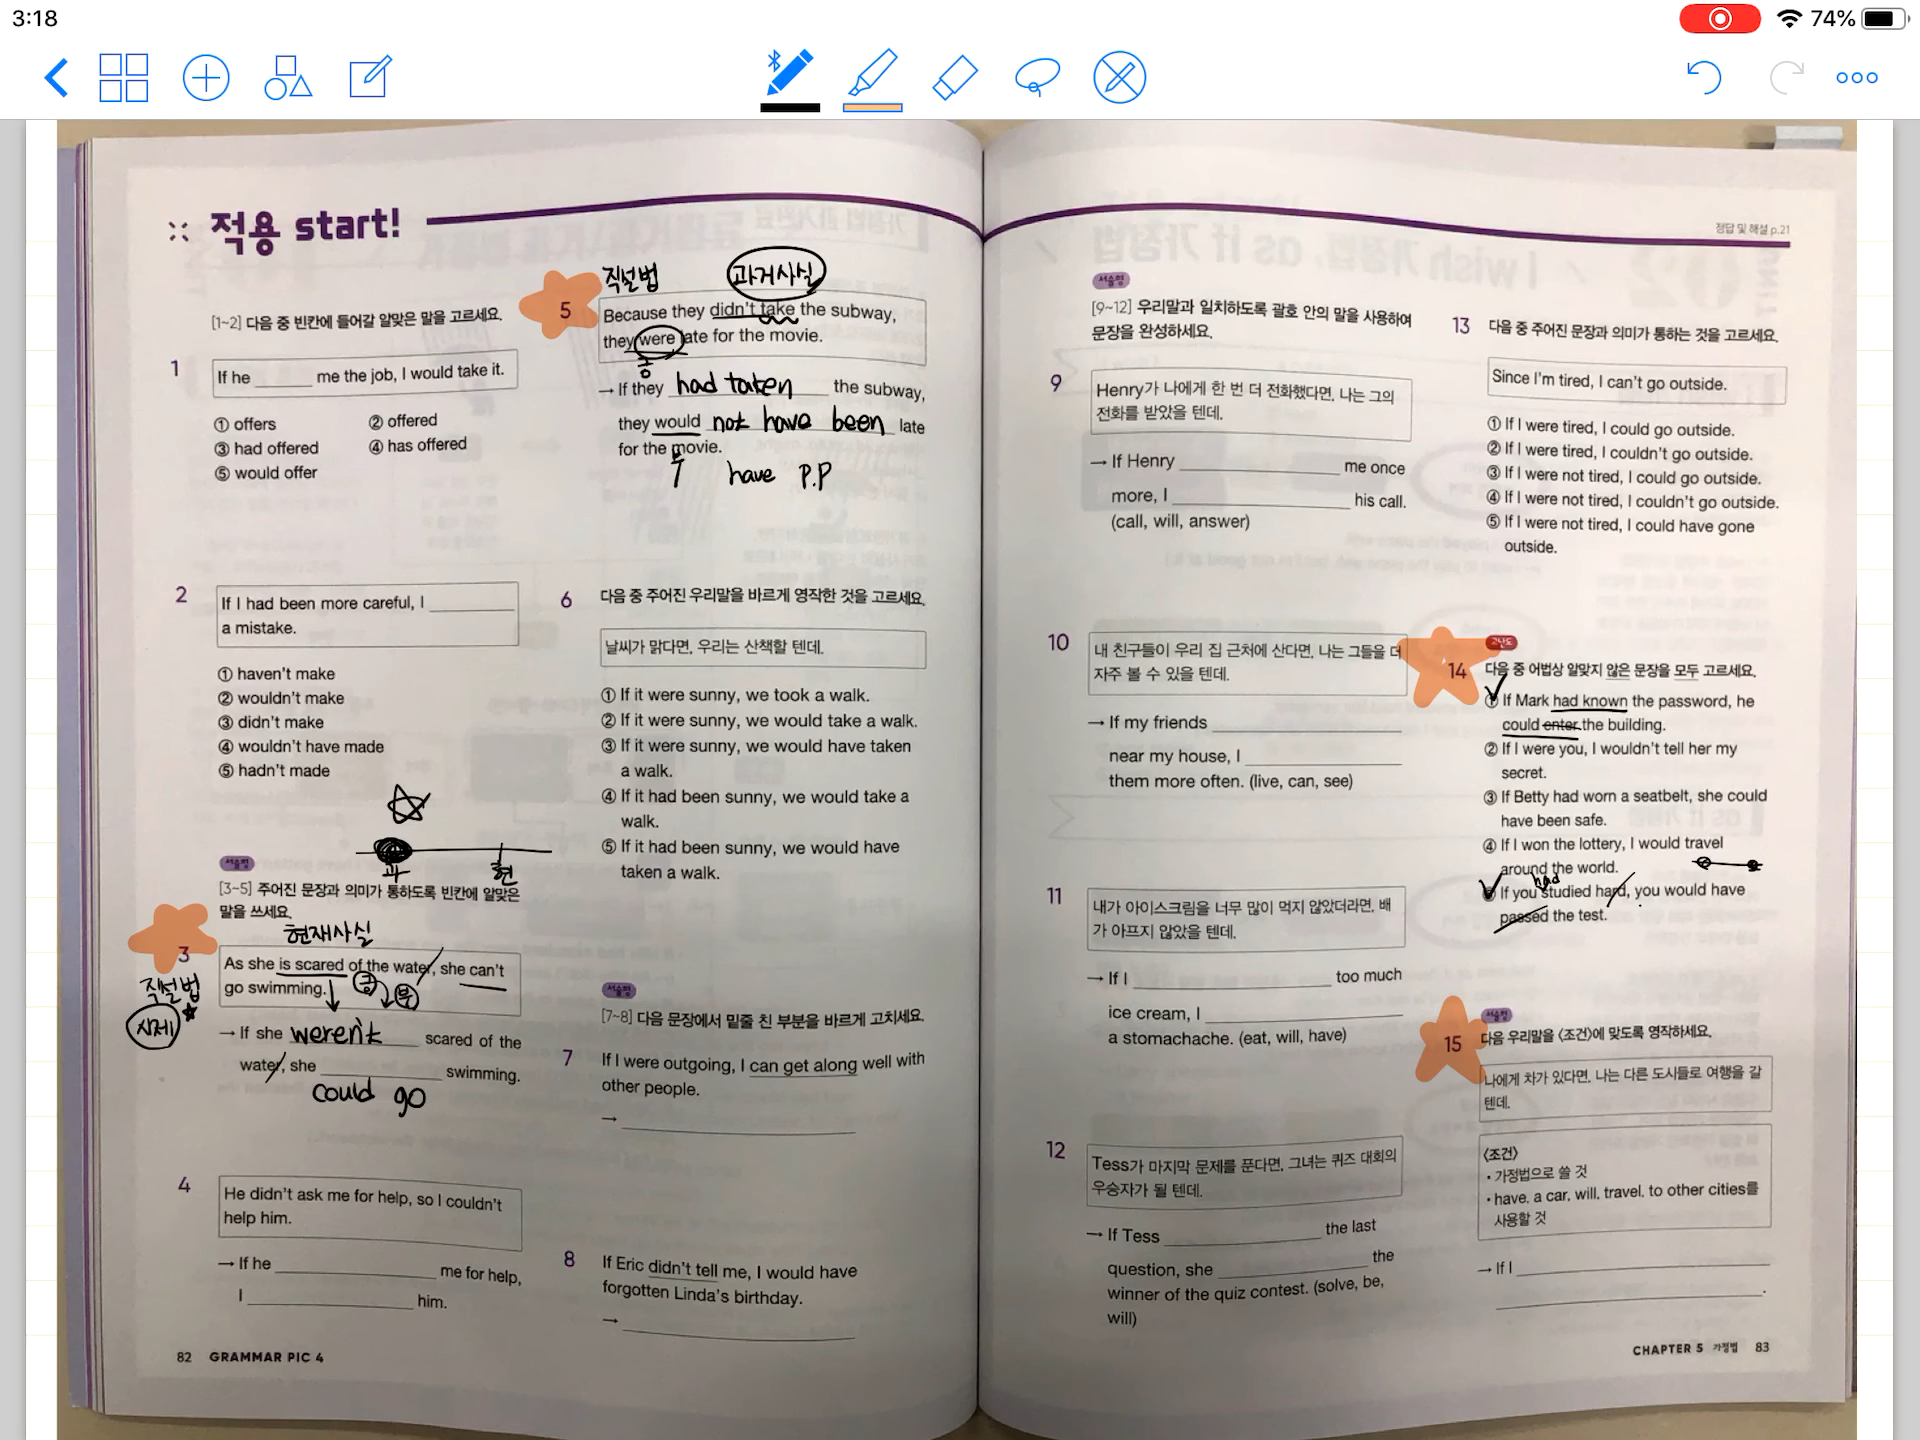 3:18
74%
적용 start!
[1~2] 다음 중 빈칸에 들어갈 알맞은 말을 고르세요.
1
If he ______ me the job, I would take it.
① offers ② offered
③ had offered ④ has offered
⑤ would offer
2
If I had been more careful, I ______
a mistake.
① haven't make
② wouldn't make
③ didn't make
④ wouldn't have made
⑤ hadn't made
과 현
서술형
[3~5] 주어진 문장과 의미가 통하도록 빈칸에 알맞은
말을 쓰세요.
현재사실
3
직설법
시제
As she is scared of the water, she can't
go swimming.
긍 부
→ If she weren't scared of the
water, she ______ swimming.
could go
4
He didn't ask me for help, so I couldn't
help him.
→ If he ______ me for help,
I ______ him.
82 GRAMMAR PIC 4
직설법 과거사실
5
Because they didn't take the subway,
they were late for the movie.
긍
→ If they had taken the subway,
they would not have been late
for the movie.
부 have P.P
6 다음 중 주어진 우리말을 바르게 영작한 것을 고르세요.
날씨가 맑다면, 우리는 산책할 텐데.
① If it were sunny, we took a walk.
② If it were sunny, we would take a walk.
③ If it were sunny, we would have taken
a walk.
④ If it had been sunny, we would take a
walk.
⑤ If it had been sunny, we would have
taken a walk.
서술형
[7~8] 다음 문장에서 밑줄 친 부분을 바르게 고치세요.
7
If I were outgoing, I can get along well with
other people.
→ ______
8
If Eric didn't tell me, I would have
forgotten Linda's birthday.
→ ______
정답 및 해설 p.21
서술형
[9~12] 우리말과 일치하도록 괄호 안의 말을 사용하여
문장을 완성하세요.
9
Henry가 나에게 한 번 더 전화했다면, 나는 그의
전화를 받았을 텐데.
→ If Henry ______ me once
more, I ______ his call.
(call, will, answer)
10
내 친구들이 우리 집 근처에 산다면, 나는 그들을 더
자주 볼 수 있을 텐데.
→ If my friends ______
near my house, I ______
them more often. (live, can, see)
11
내가 아이스크림을 너무 많이 먹지 않았더라면, 배
가 아프지 않았을 텐데.
→ If I ______ too much
ice cream, I ______
a stomachache. (eat, will, have)
12
Tess가 마지막 문제를 푼다면, 그녀는 퀴즈 대회의
우승자가 될 텐데.
→ If Tess ______ the last
question, she ______ the
winner of the quiz contest. (solve, be,
will)
13 다음 중 주어진 문장과 의미가 통하는 것을 고르세요.
Since I'm tired, I can't go outside.
① If I were tired, I could go outside.
② If I were tired, I couldn't go outside.
③ If I were not tired, I could go outside.
④ If I were not tired, I couldn't go outside.
⑤ If I were not tired, I could have gone
outside.
고난도
14 다음 중 어법상 알맞지 않은 문장을 모두 고르세요.
① If Mark had known the password, he
could enter the building.
② If I were you, I wouldn't tell her my
secret.
③ If Betty had worn a seatbelt, she could
have been safe.
④ If I won the lottery, I would travel
around the world.
had
⑤ If you studied hard, you would have
passed the test.
서술형
15 다음 우리말을 〈조건〉에 맞도록 영작하세요.
나에게 차가 있다면, 나는 다른 도시들로 여행을 갈
텐데.
〈조건〉
• 가정법으로 쓸 것
• have, a car, will, travel, to other cities를
사용할 것
→ If I ______
______.
CHAPTER 5 가정법 83